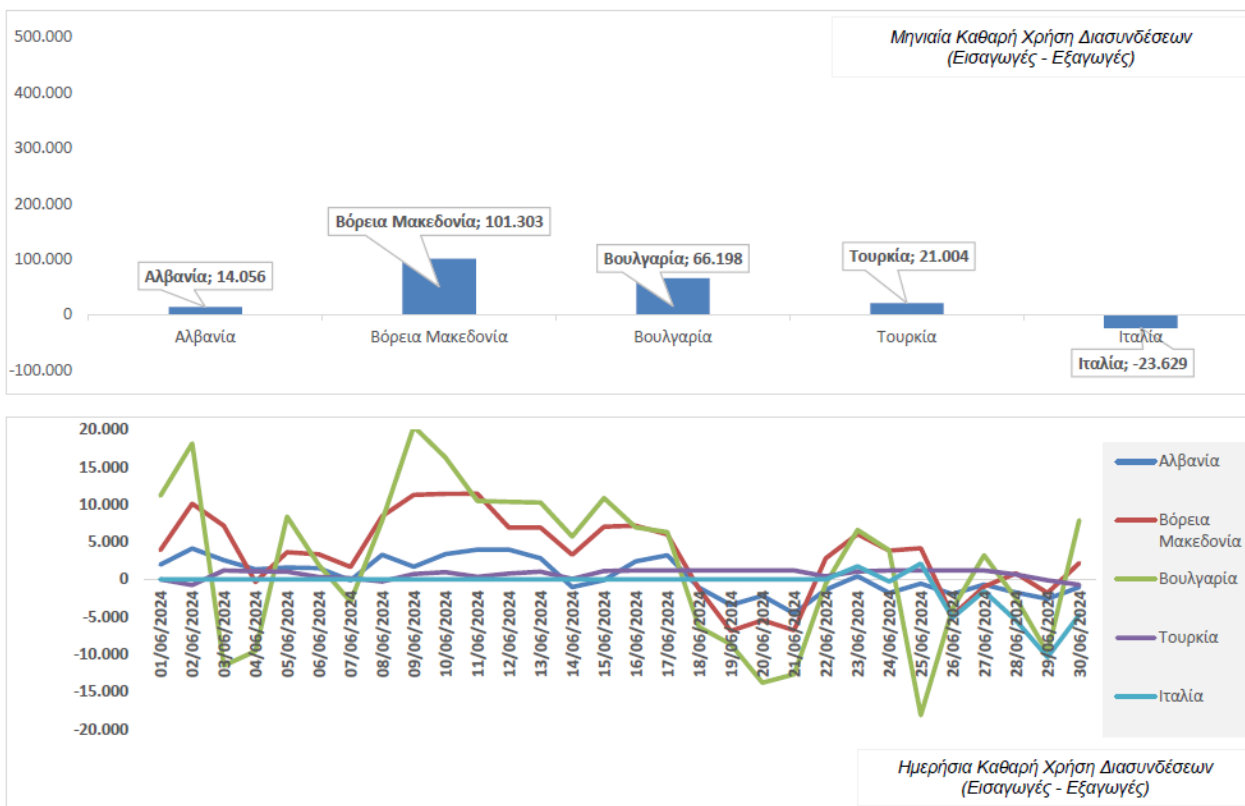 Μηνιαία Καθαρή Χρήση Διασυνδέσεων
(Εισαγωγές - Εξαγωγές)
500.000
400.000
300.000
200.000
100.000
0
-100.000
Αλβανία; 14.056
Βόρεια Μακεδονία; 101.303
Βουλγαρία; 66.198
Τουρκία; 21.004
Ιταλία; -23.629
Αλβανία
Βόρεια Μακεδονία
Βουλγαρία
Τουρκία
Ιταλία
20.000
15.000
10.000
5.000
0
-5.000
-10.000
-15.000
-20.000
01/06/2024
02/06/2024
03/06/2024
04/06/2024
05/06/2024
06/06/2024
07/06/2024
08/06/2024
09/06/2024
10/06/2024
11/06/2024
12/06/2024
13/06/2024
14/06/2024
15/06/2024
16/06/2024
17/06/2024
18/06/2024
19/06/2024
20/06/2024
21/06/2024
22/06/2024
23/06/2024
24/06/2024
25/06/2024
26/06/2024
27/06/2024
28/06/2024
29/06/2024
30/06/2024
Αλβανία
Βόρεια
Μακεδονία
Βουλγαρία
Τουρκία
Ιταλία
Ημερήσια Καθαρή Χρήση Διασυνδέσεων
(Εισαγωγές - Εξαγωγές)